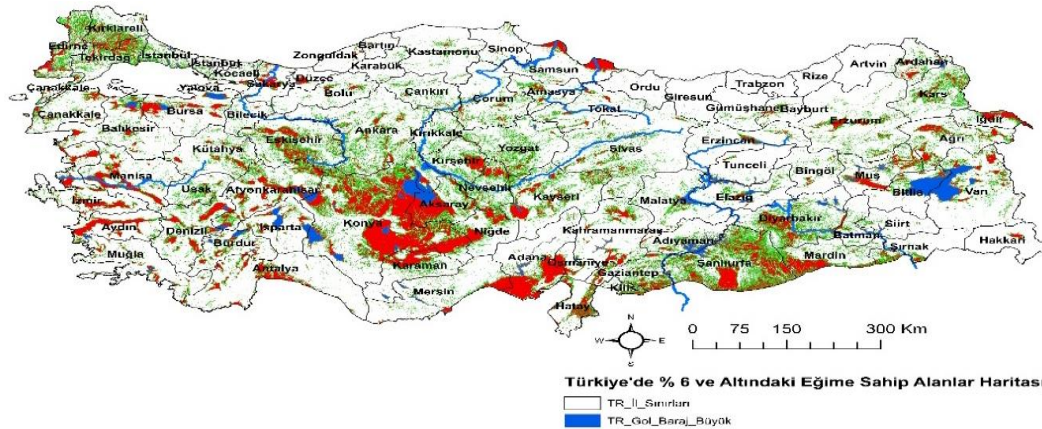 Kırklareli
Edirne
Tekirdağ
İstanbul
İstanbul
Kocaeli
Yalova
Sakarya
Düzce
Zonguldak
Bartın
Karabük
Kastamonu
Sinop
Samsun
Ordu
Giresun
Trabzon
Rize
Artvin
Ardahan
Kars
Iğdır
Ağrı
Erzurum
Bayburt
Gümüşhane
Tokat
Amasya
Çorum
Çankırı
Bolu
Bilecik
Bursa
Çanakkale
Çanakkale
Balıkesir
Kütahya
Eskişehir
Ankara
Kırıkkale
Kırşehir
Yozgat
Sivas
Erzincan
Tunceli
Bingöl
Muş
Bitlis
Van
Hakkari
Şırnak
Siirt
Batman
Mardin
Diyarbakır
Elazığ
Malatya
Adıyaman
Şanlıurfa
Gaziantep
Kilis
Hatay
Osmaniye
Adana
Kahramanmaraş
Kayseri
Nevşehir
Niğde
Aksaray
Konya
Karaman
Mersin
Antalya
Isparta
Burdur
Afyonkarahisar
Uşak
Denizli
Muğla
Aydın
İzmir
Manisa
N
W
E
S
0 75 150 300 Km
Türkiye'de % 6 ve Altındaki Eğime Sahip Alanlar Haritası
TR_İl_Sınırları
TR_Gol_Baraj_Büyük